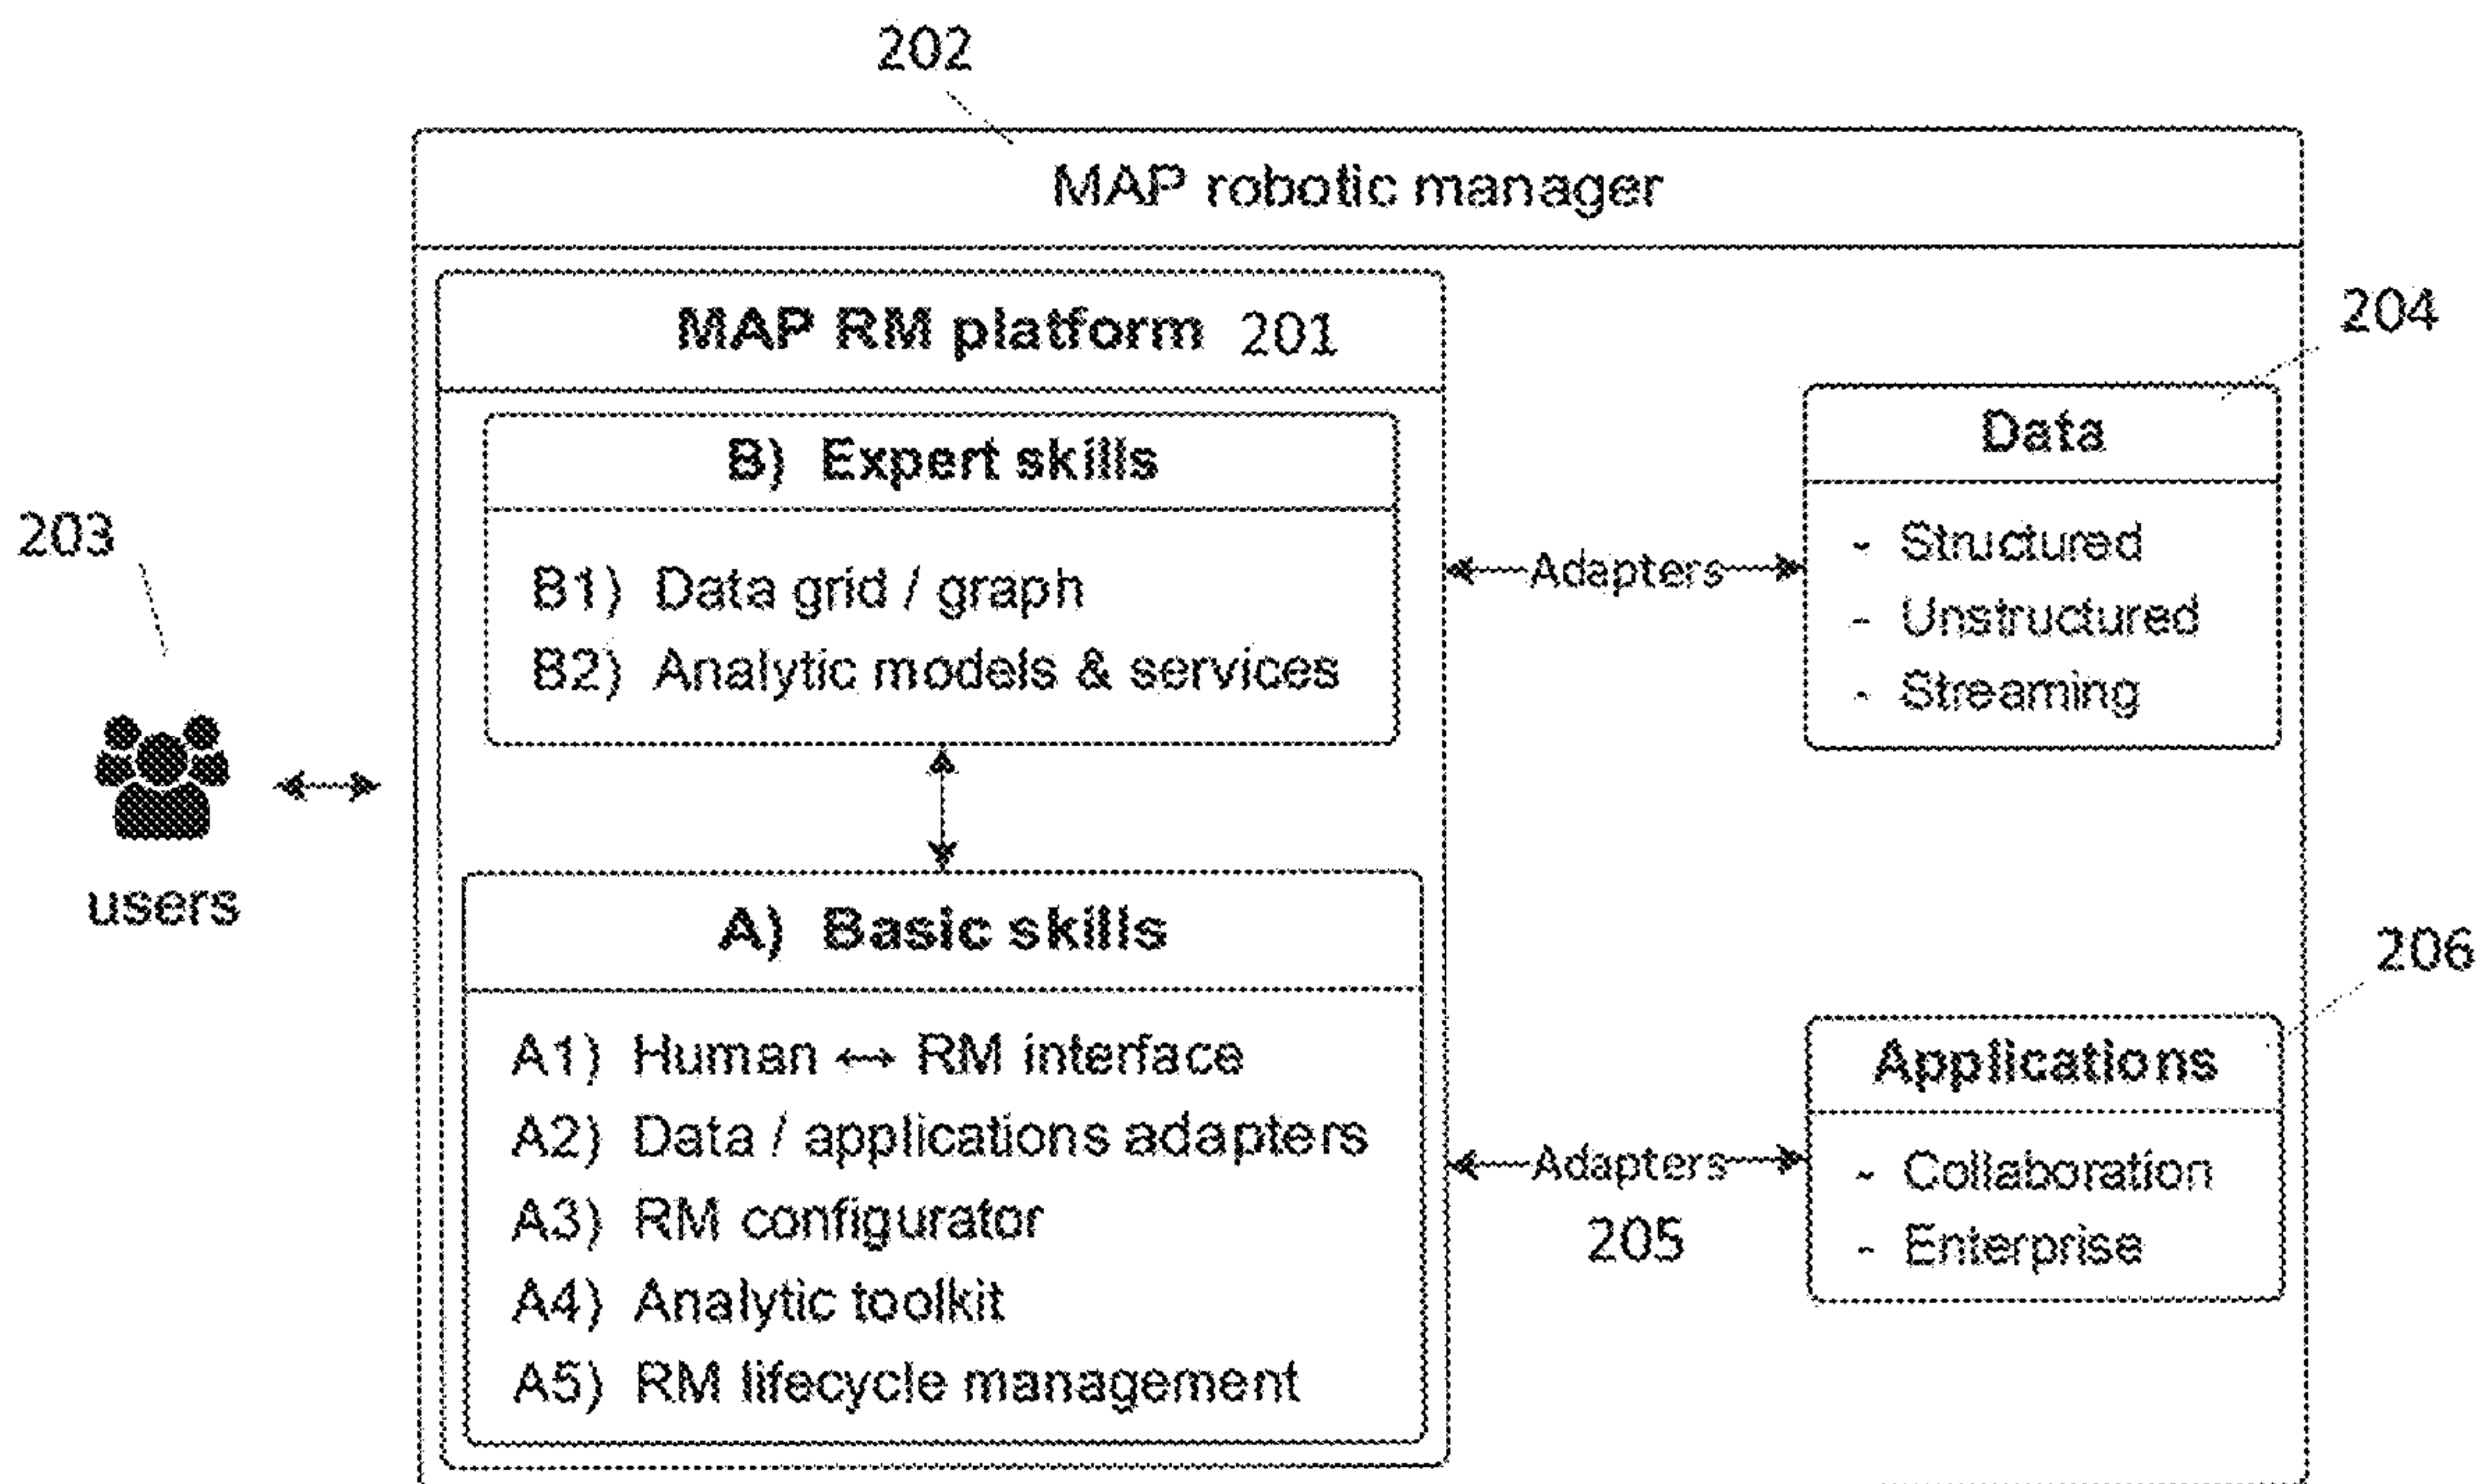 202
MAP robotic manager
MAP RM platform 201
204
B) Expert skills
Data
B1) Data grid / graph
B2) Analytic models & services
Adapters
- Structured
- Unstructured
- Streaming
203
users
A) Basic skills
A1) Human ↔ RM interface
A2) Data / applications adapters
A3) RM configurator
A4) Analytic toolkit
A5) RM lifecycle management
Adapters
205
206
Applications
- Collaboration
- Enterprise